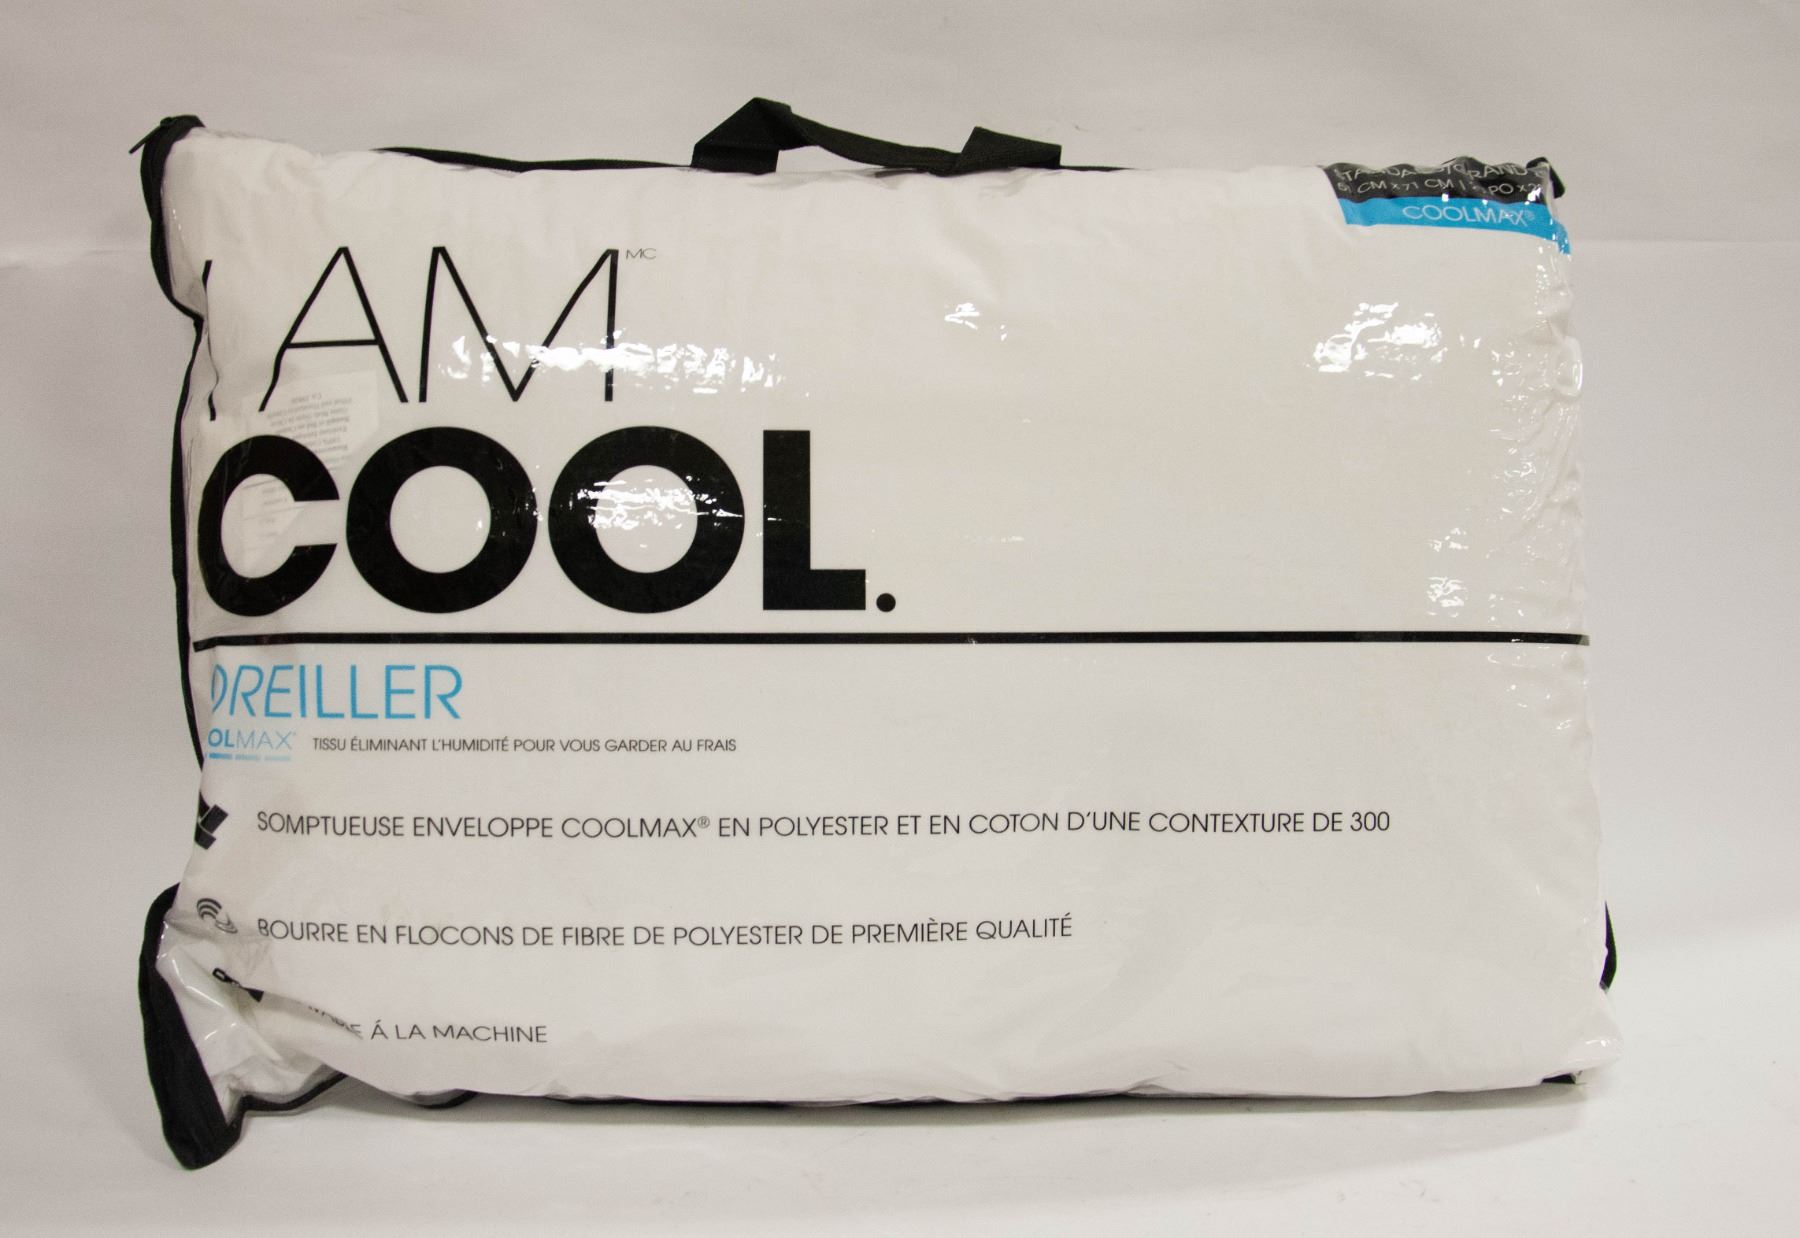 I AM MC
COOL.
COOLMAX®
OREILLER
OLMAX® TISSU ÉLIMINANT L'HUMIDITÉ POUR VOUS GARDER AU FRAIS
SOMPTUEUSE ENVELOPPE COOLMAX® EN POLYESTER ET EN COTON D'UNE CONTEXTURE DE 300
BOURRE EN FLOCONS DE FIBRE DE POLYESTER DE PREMIÈRE QUALITÉ
Á LA MACHINE